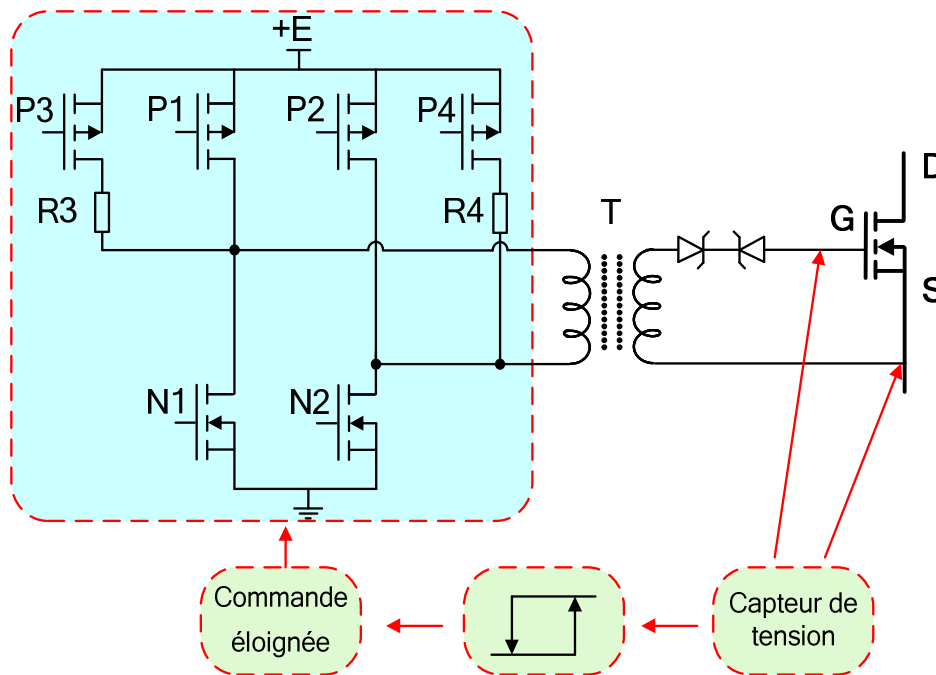 +E
P3
P1
P2
P4
R3
R4
T
G
D
S
N1
N2
Commande
éloignée
Capteur de
tension